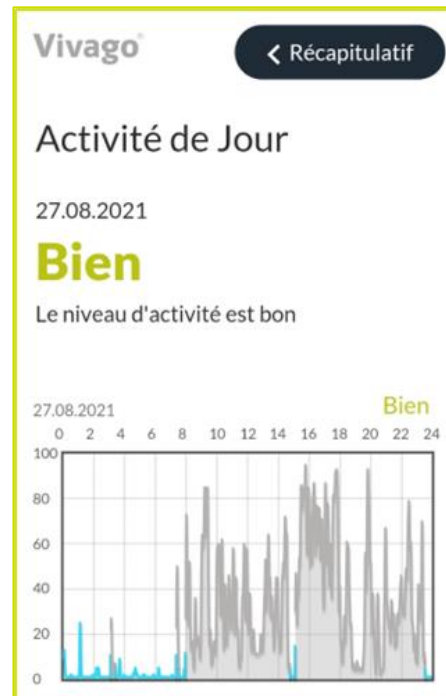 Vivago®
Récapitulatif
Activité de Jour
27.08.2021
Bien
Le niveau d'activité est bon
27.08.2021 Bien
0 2 4 6 8 10 12 14 16 18 20 22 24
100
80
60
40
20
0